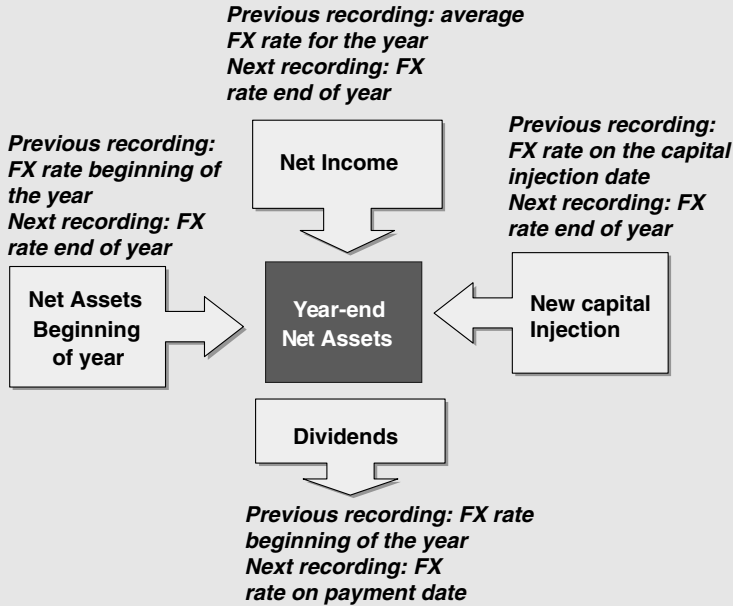 Previous recording: average
FX rate for the year
Next recording: FX
rate end of year
Net Income
Previous recording:
FX rate beginning of
the year
Next recording: FX
rate end of year
Previous recording:
FX rate on the capital
injection date
Next recording: FX
rate end of year
Net Assets
Beginning
of year
Year-end
Net Assets
New capital
Injection
Dividends
Previous recording: FX rate
beginning of the year
Next recording: FX
rate on payment date